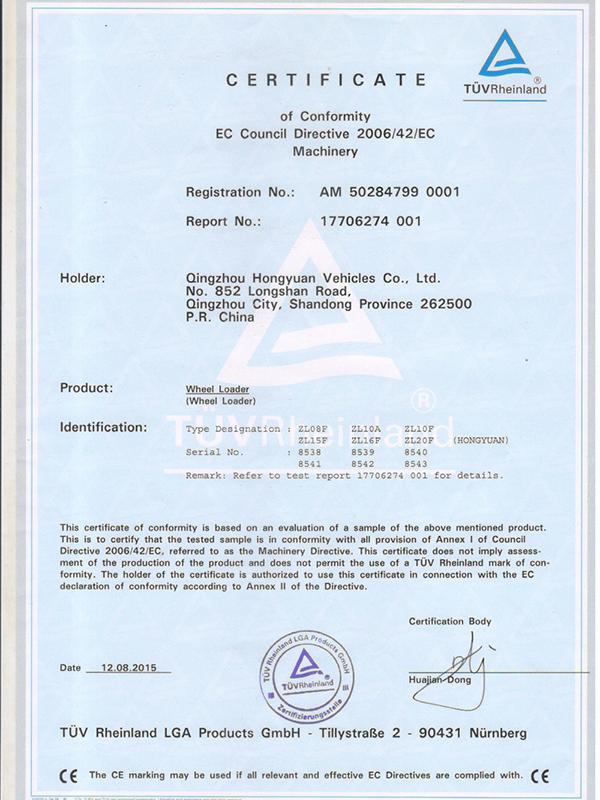 CERTIFICATE
TÜVRheinland®
of Conformity
EC Council Directive 2006/42/EC
Machinery
Registration No.: AM 50284799 0001
Report No.: 17706274 001
Holder: Qingzhou Hongyuan Vehicles Co., Ltd.
No. 852 Longshan Road,
Qingzhou City, Shandong Province 262500
P.R. China
Product: Wheel Loader
(Wheel Loader)
TÜVRheinland®
Identification: Type Designation : ZL08F ZL10A ZL10F
ZL15F ZL16F ZL20F (HONGYUAN)
Serial No. : 8538 8539 8540
8541 8542 8543
Remark: Refer to test report 17706274 001 for details.
This certificate of conformity is based on an evaluation of a sample of the above mentioned product.
This is to certify that the tested sample is in conformity with all provision of Annex I of Council
Directive 2006/42/EC, referred to as the Machinery Directive. This certificate does not imply assess-
ment of the production of the product and does not permit the use of a TÜV Rheinland mark of con-
formity. The holder of the certificate is authorized to use this certificate in connection with the EC
declaration of conformity according to Annex II of the Directive.
Certification Body
TÜV Rheinland LGA Products GmbH
TÜVRheinland
Zertifizierungsstelle
Date 12.08.2015
Huajian Dong
TÜV Rheinland LGA Products GmbH - Tillystraße 2 - 90431 Nürnberg
CE The CE marking may be used if all relevant and effective EC Directives are complied with. CE